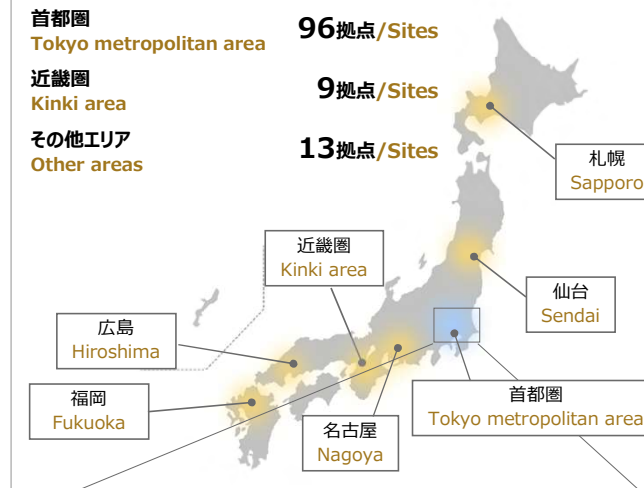 首都圏 96拠点/Sites
Tokyo metropolitan area
近畿圏 9拠点/Sites
Kinki area
その他エリア 13拠点/Sites
Other areas
札幌
Sapporo
近畿圏
Kinki area
仙台
Sendai
広島
Hiroshima
福岡
Fukuoka
名古屋
Nagoya
首都圏
Tokyo metropolitan area